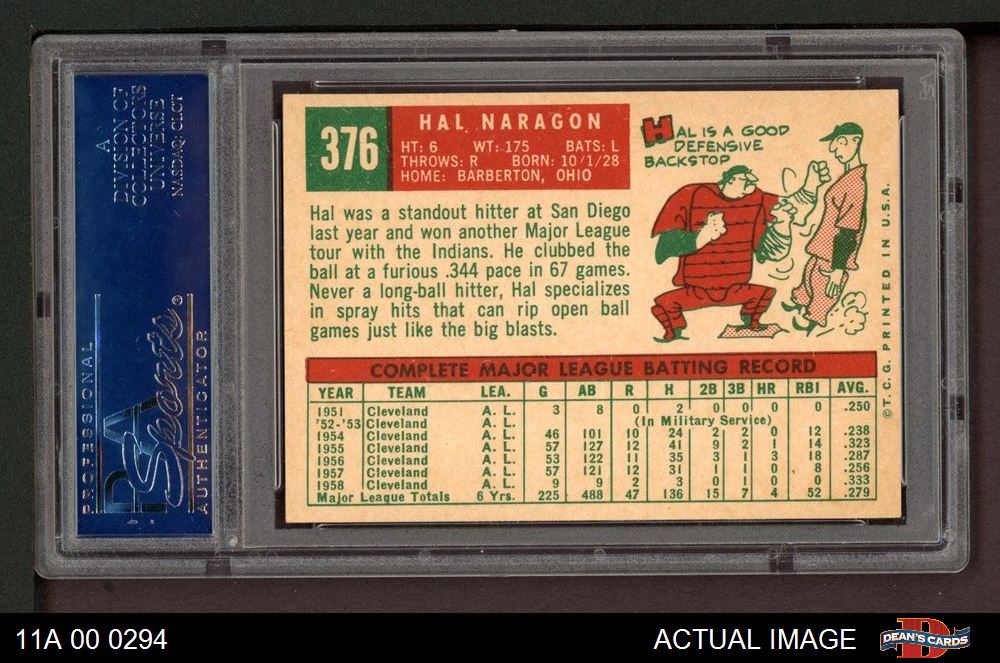 A
DIVISION OF
COLLECTORS
UNIVERSE
NASDAQ: CLCT
PROFESSIONAL
PSA
Sports®
AUTHENTICATOR
376
HAL NARAGON
HT: 6 WT: 175 BATS: L
THROWS: R BORN: 10/1/28
HOME: BARBERTON, OHIO
HAL IS A GOOD
DEFENSIVE
BACKSTOP
Hal was a standout hitter at San Diego
last year and won another Major League
tour with the Indians. He clubbed the
ball at a furious .344 pace in 67 games.
Never a long-ball hitter, Hal specializes
in spray hits that can rip open ball
games just like the big blasts.
©T.C.G. PRINTED IN U.S.A.
COMPLETE MAJOR LEAGUE BATTING RECORD
YEAR TEAM LEA. G AB R H 2B 3B HR RBI AVG.
1951 Cleveland A. L. 3 8 0 2 0 0 0 0 .250
'52-'53 Cleveland (In Military Service)
1954 Cleveland A. L. 46 101 10 24 2 2 0 12 .238
1955 Cleveland A. L. 57 127 12 41 9 2 1 14 .323
1956 Cleveland A. L. 53 122 11 35 3 1 3 18 .287
1957 Cleveland A. L. 57 121 12 31 1 1 0 8 .256
1958 Cleveland A. L. 9 9 2 3 0 1 0 0 .333
Major League Totals 6 Yrs. 225 488 47 136 15 7 4 52 .279
11A 00 0294
ACTUAL IMAGE
DEAN'S CARDS